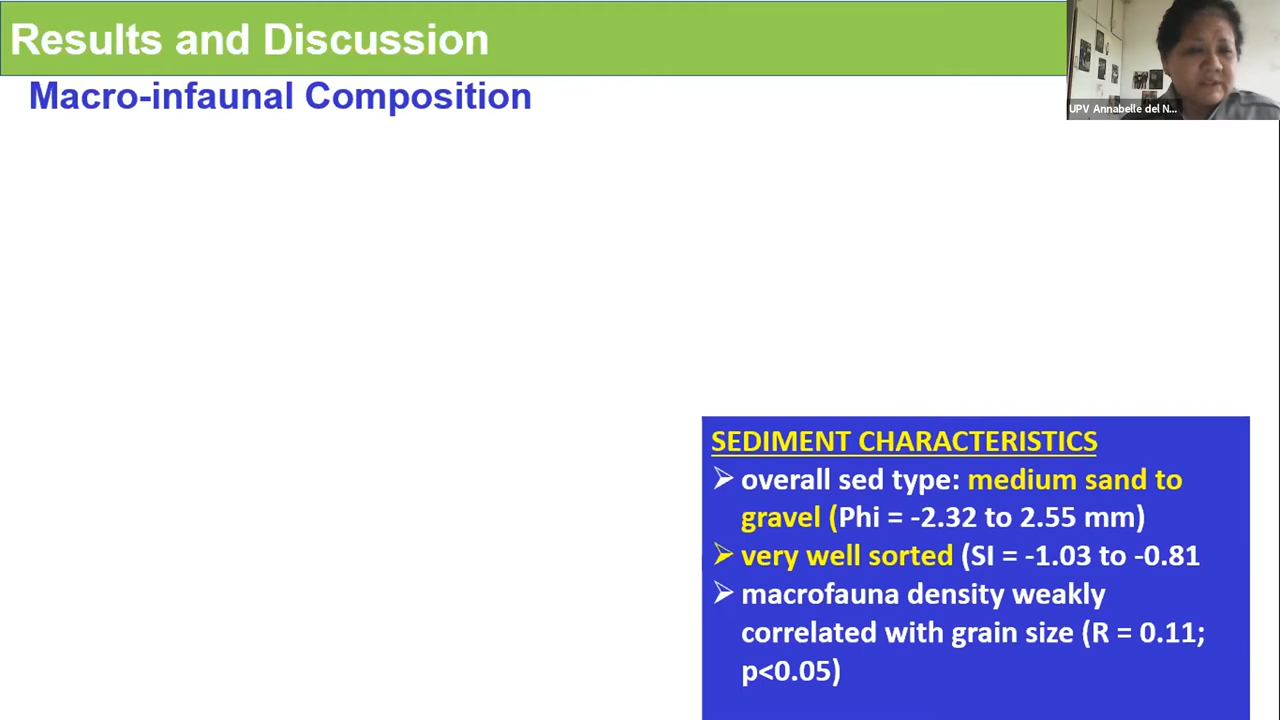 Results and Discussion
Macro-infaunal Composition
UPV Annabelle del N...
SEDIMENT CHARACTERISTICS
➢ overall sed type: medium sand to
gravel (Phi = -2.32 to 2.55 mm)
➢ very well sorted (SI = -1.03 to -0.81
➢ macrofauna density weakly
correlated with grain size (R = 0.11;
p<0.05)